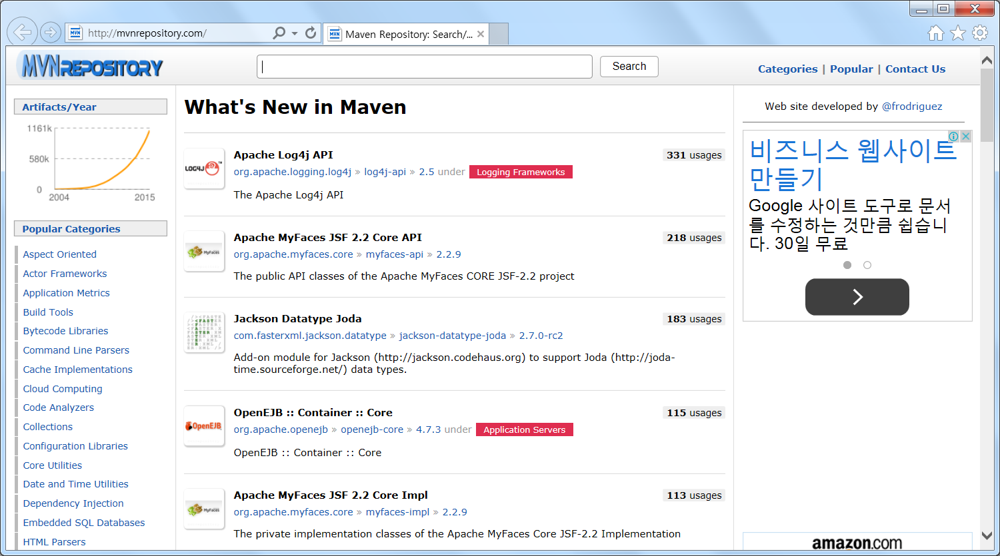 http://mvnrepository.com/
MVN Maven Repository: Search/...
MVNREPOSITORY
Search
Categories | Popular | Contact Us
Artifacts/Year
1161k
580k
0
2004 2015
Popular Categories
Aspect Oriented
Actor Frameworks
Application Metrics
Build Tools
Bytecode Libraries
Command Line Parsers
Cache Implementations
Cloud Computing
Code Analyzers
Collections
Configuration Libraries
Core Utilities
Date and Time Utilities
Dependency Injection
Embedded SQL Databases
HTML Parsers
What's New in Maven
LOG4J
Apache Log4j API
331 usages
org.apache.logging.log4j » log4j-api » 2.5 under Logging Frameworks
The Apache Log4j API
MyFaces
Apache MyFaces JSF 2.2 Core API
218 usages
org.apache.myfaces.core » myfaces-api » 2.2.9
The public API classes of the Apache MyFaces CORE JSF-2.2 project
Jackson Datatype Joda
183 usages
com.fasterxml.jackson.datatype » jackson-datatype-joda » 2.7.0-rc2
Add-on module for Jackson (http://jackson.codehaus.org) to support Joda (http://joda-
time.sourceforge.net/) data types.
OpenEJB
OpenEJB :: Container :: Core
115 usages
org.apache.openejb » openejb-core » 4.7.3 under Application Servers
OpenEJB :: Container :: Core
MyFaces
Apache MyFaces JSF 2.2 Core Impl
113 usages
org.apache.myfaces.core » myfaces-impl » 2.2.9
The private implementation classes of the Apache MyFaces Core JSF-2.2 Implementation
Web site developed by @frodriguez
비즈니스 웹사이트
만들기
Google 사이트 도구로 문서
를 수정하는 것만큼 쉽습니
다. 30일 무료
amazon.com